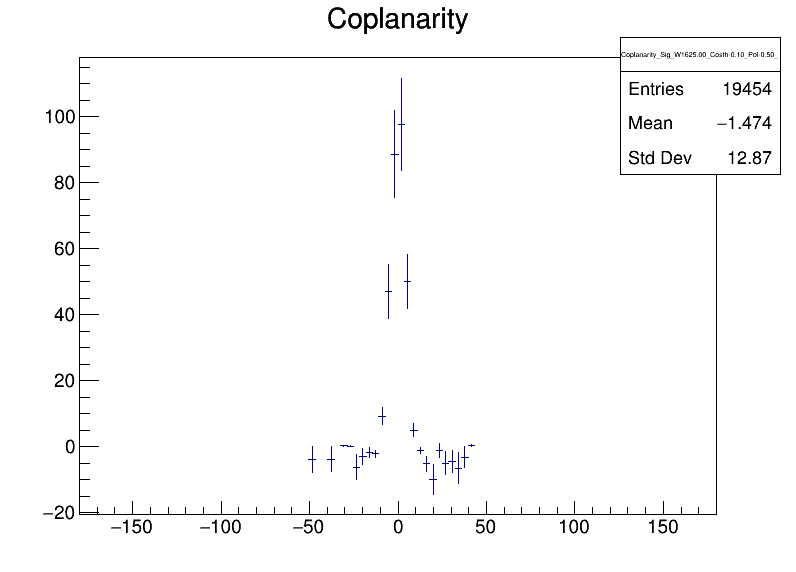 Coplanarity
Coplanarity_Sig_W1625.00_Costh-0.10_Pol-0.50_
Entries 19454
Mean −1.474
Std Dev 12.87
100
80
60
40
20
0
−20
−150 −100 −50 0 50 100 150